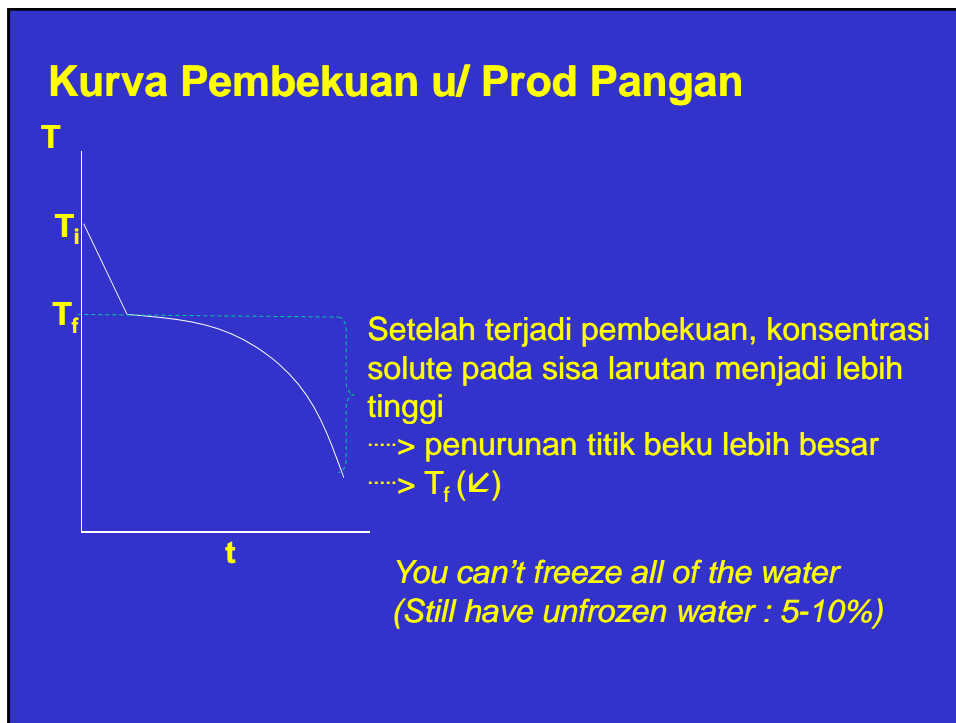 Kurva Pembekuan u/ Prod Pangan
T
Ti
Tf
Setelah terjadi pembekuan, konsentrasi
solute pada sisa larutan menjadi lebih
tinggi
.....> penurunan titik beku lebih besar
.....> Tf (↙)
t
You can't freeze all of the water
(Still have unfrozen water : 5-10%)